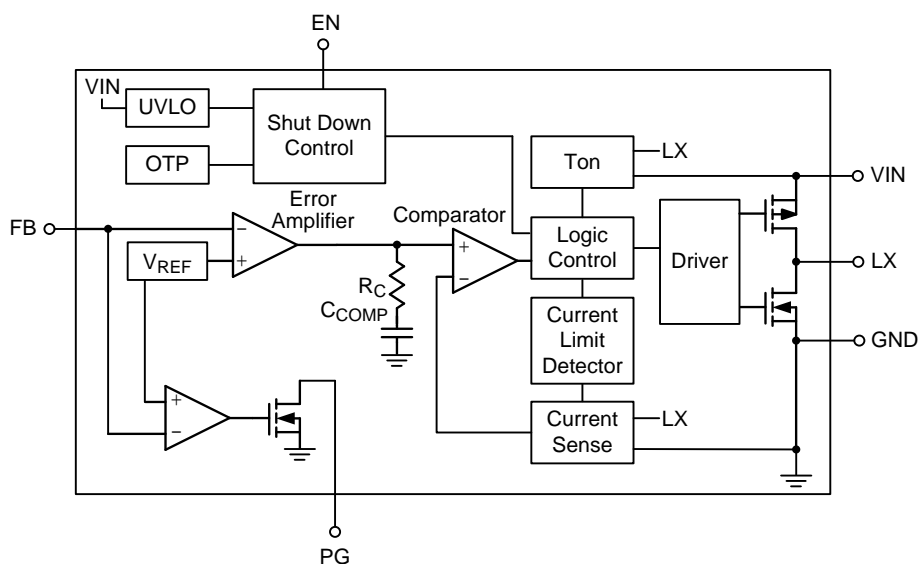 EN
VIN
UVLO
Shut Down
Control
OTP
Ton
LX
VIN
Error
Amplifier
Comparator
FB
−
+
VREF
+
−
Logic
Control
Driver
LX
RC
CCOMP
Current
Limit
Detector
GND
+
−
Current
Sense
LX
PG